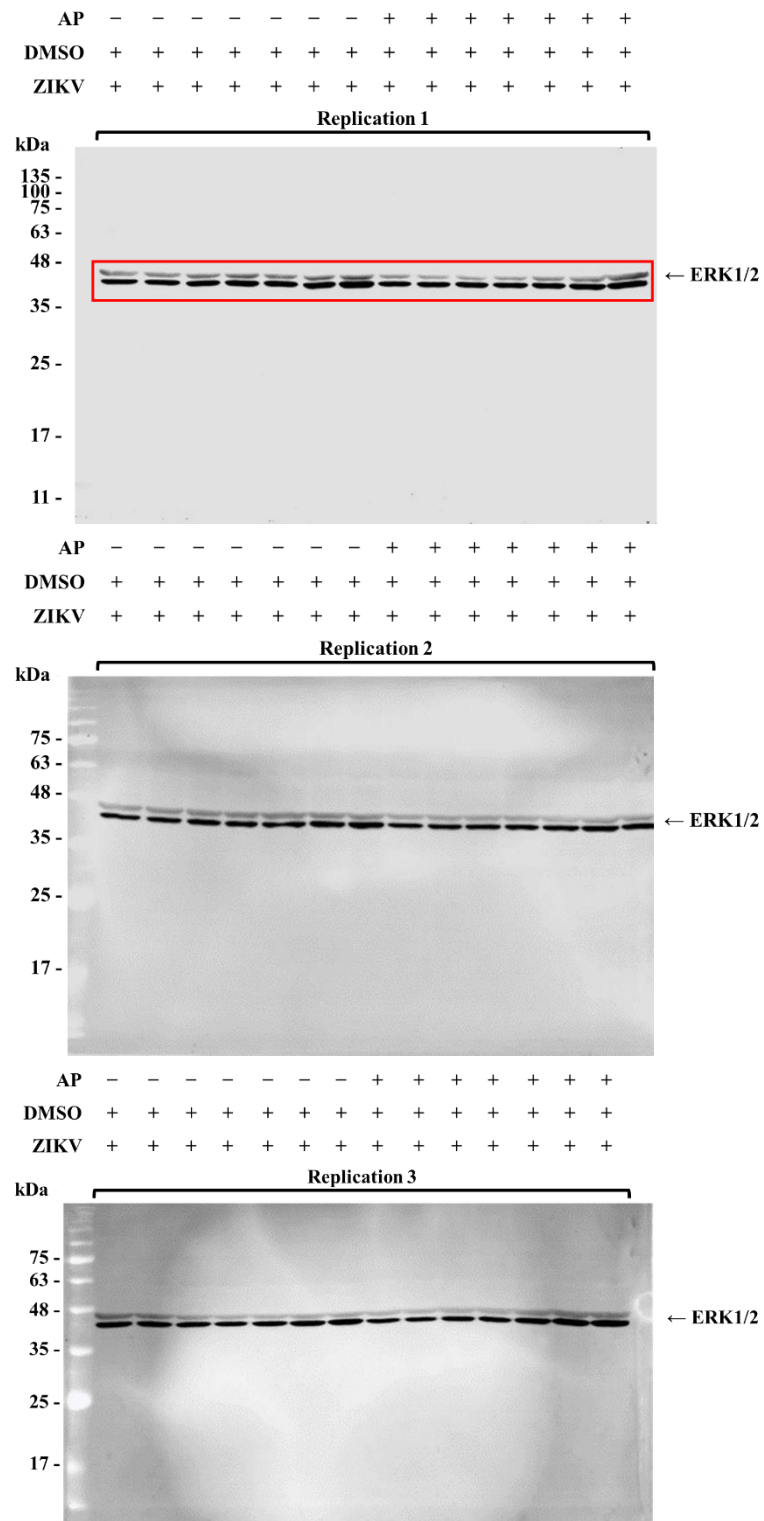 AP − − − − − − − + + + + + + +
DMSO + + + + + + + + + + + + + +
ZIKV + + + + + + + + + + + + + +
Replication 1
kDa
135 -
100 -
75 -
63 -
48 -
← ERK1/2
35 -
25 -
17 -
11 -
AP − − − − − − − + + + + + + +
DMSO + + + + + + + + + + + + + +
ZIKV + + + + + + + + + + + + + +
Replication 2
kDa
75 -
63 -
48 -
← ERK1/2
35 -
25 -
17 -
AP − − − − − − − + + + + + + +
DMSO + + + + + + + + + + + + + +
ZIKV + + + + + + + + + + + + + +
Replication 3
kDa
75 -
63 -
48 -
← ERK1/2
35 -
25 -
17 -